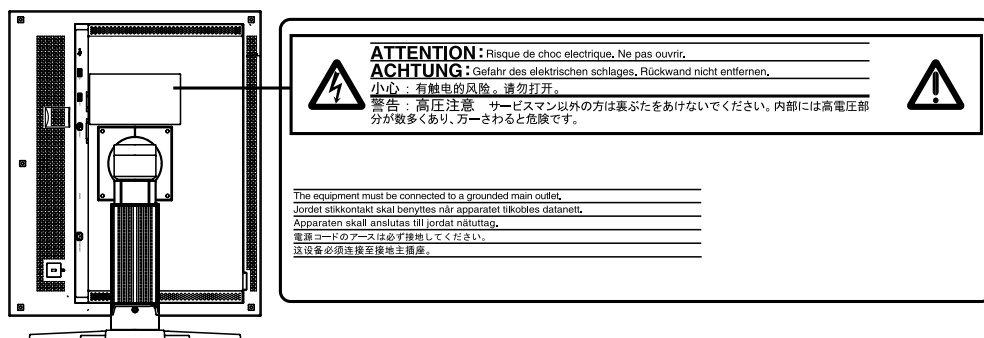 ATTENTION : Risque de choc electrique. Ne pas ouvrir.
ACHTUNG : Gefahr des elektrischen schlages. Rückwand nicht entfernen.
小心 : 有触电的风险。请勿打开。
警告 : 高圧注意 サービスマン以外の方は裏ぶたをあけないでください。内部には高電圧部
分が数多くあり、万一さわると危険です。
The equipment must be connected to a grounded main outlet.
Jordet stikkontakt skal benyttes når apparatet tilkobles datanett.
Apparaten skall anslutas till jordat nätuttag.
電源コードのアースは必ず接地してください。
这设备必须连接至接地主插座。